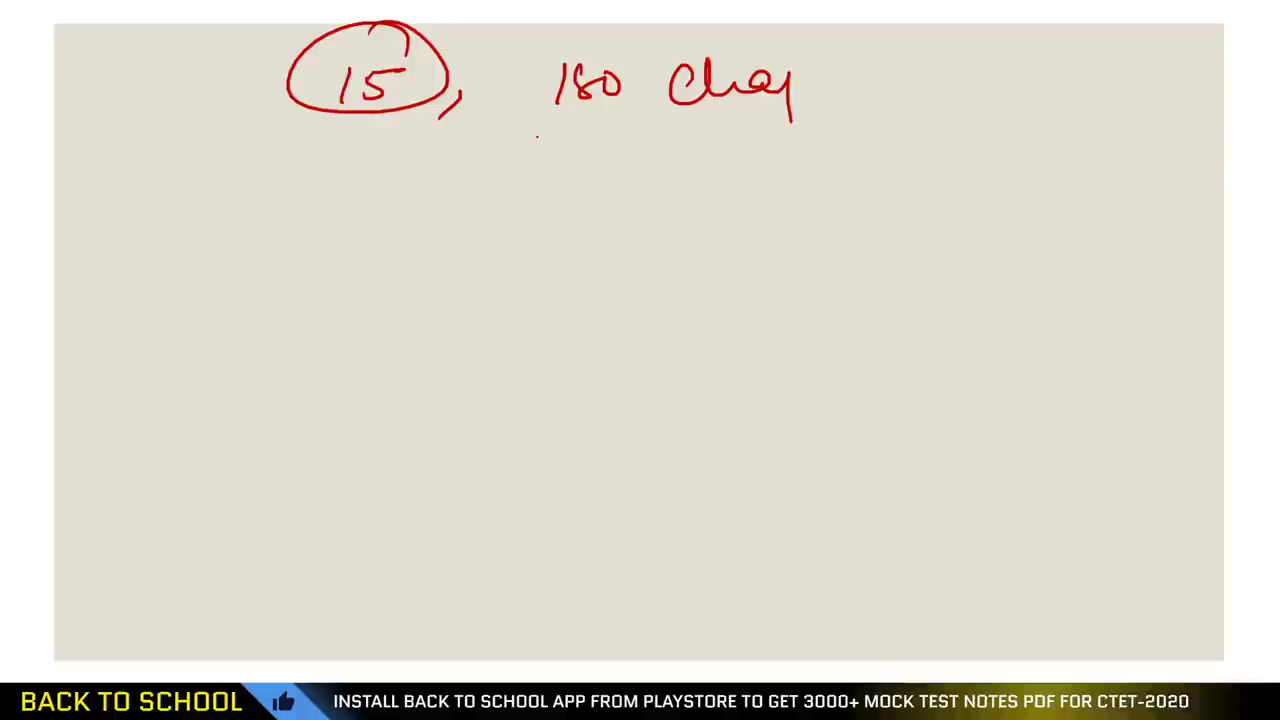 15, 180 Chap
BACK TO SCHOOL INSTALL BACK TO SCHOOL APP FROM PLAYSTORE TO GET 3000+ MOCK TEST NOTES PDF FOR CTET-2020